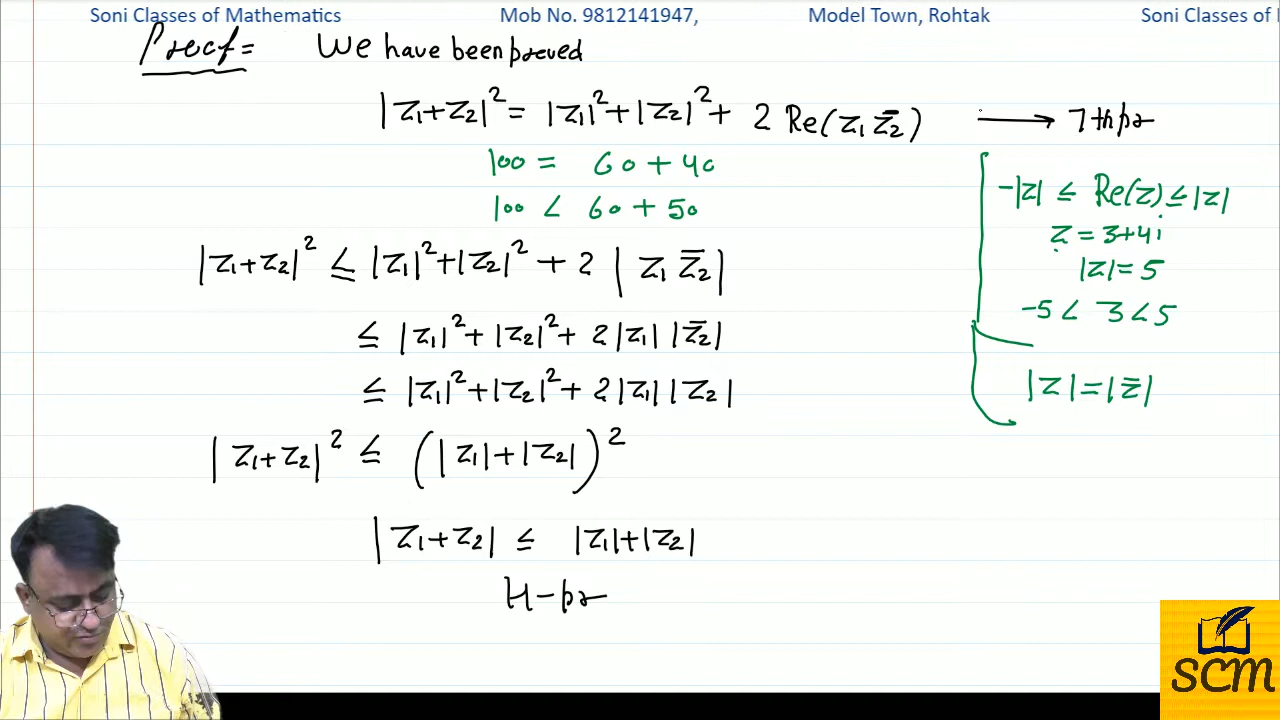 Soni Classes of Mathematics Mob No. 9812141947, Model Town, Rohtak Soni Classes of
Proof = We have been proved
|z₁+z₂|² = |z₁|²+|z₂|²+ 2 Re(z₁ z̄₂) ⟶ 7th pr
100 = 60 + 40
100 < 60 + 50
|z₁+z₂|² ≤ |z₁|²+|z₂|² + 2 | z₁ z̄₂|
≤ |z₁|²+|z₂|²+ 2|z₁| |z̄₂|
≤ |z₁|²+|z₂|²+ 2|z₁| |z₂|
|z₁+z₂|² ≤ (|z₁|+|z₂|)²
|z₁+z₂| ≤ |z₁|+|z₂|
H-pr
-|z| ≤ Re(z) ≤ |z|
z = 3+4i
|z| = 5
-5 < 3 < 5
|z| = |z̄|
SCM